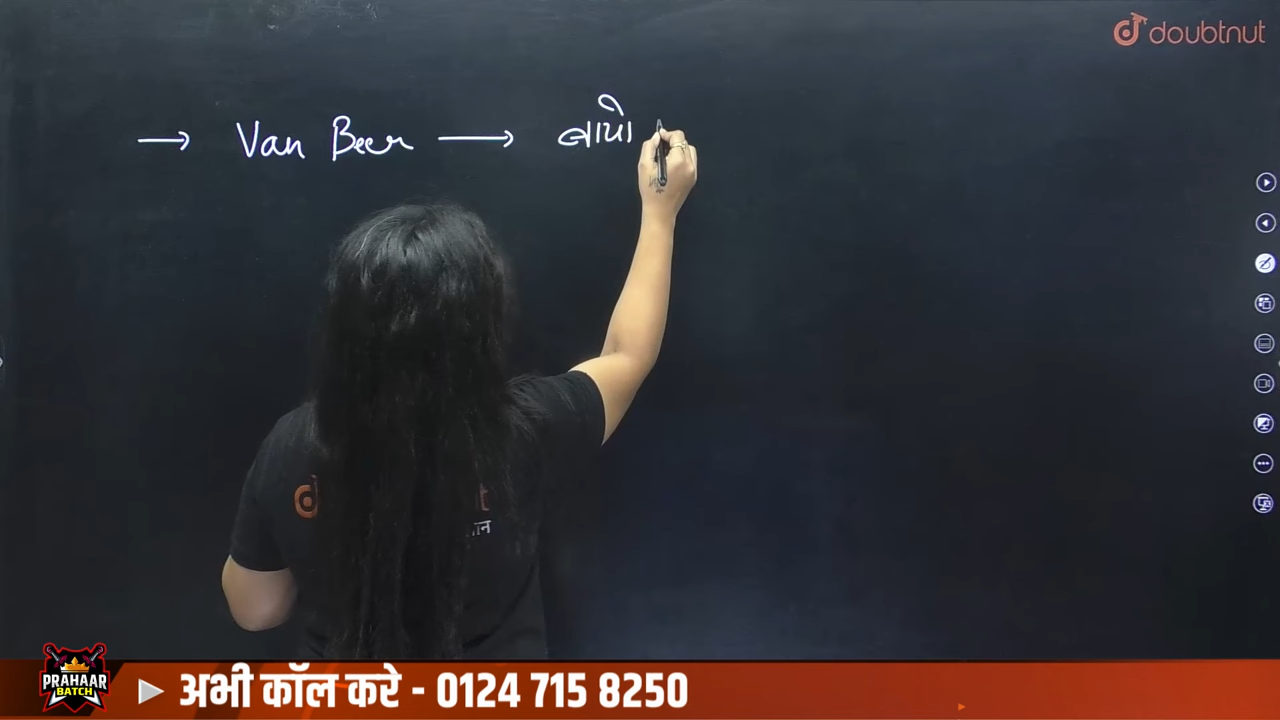 doubtnut
→ Van Beer → बायो
PRAHAAR
BATCH
अभी कॉल करे - 0124 715 8250